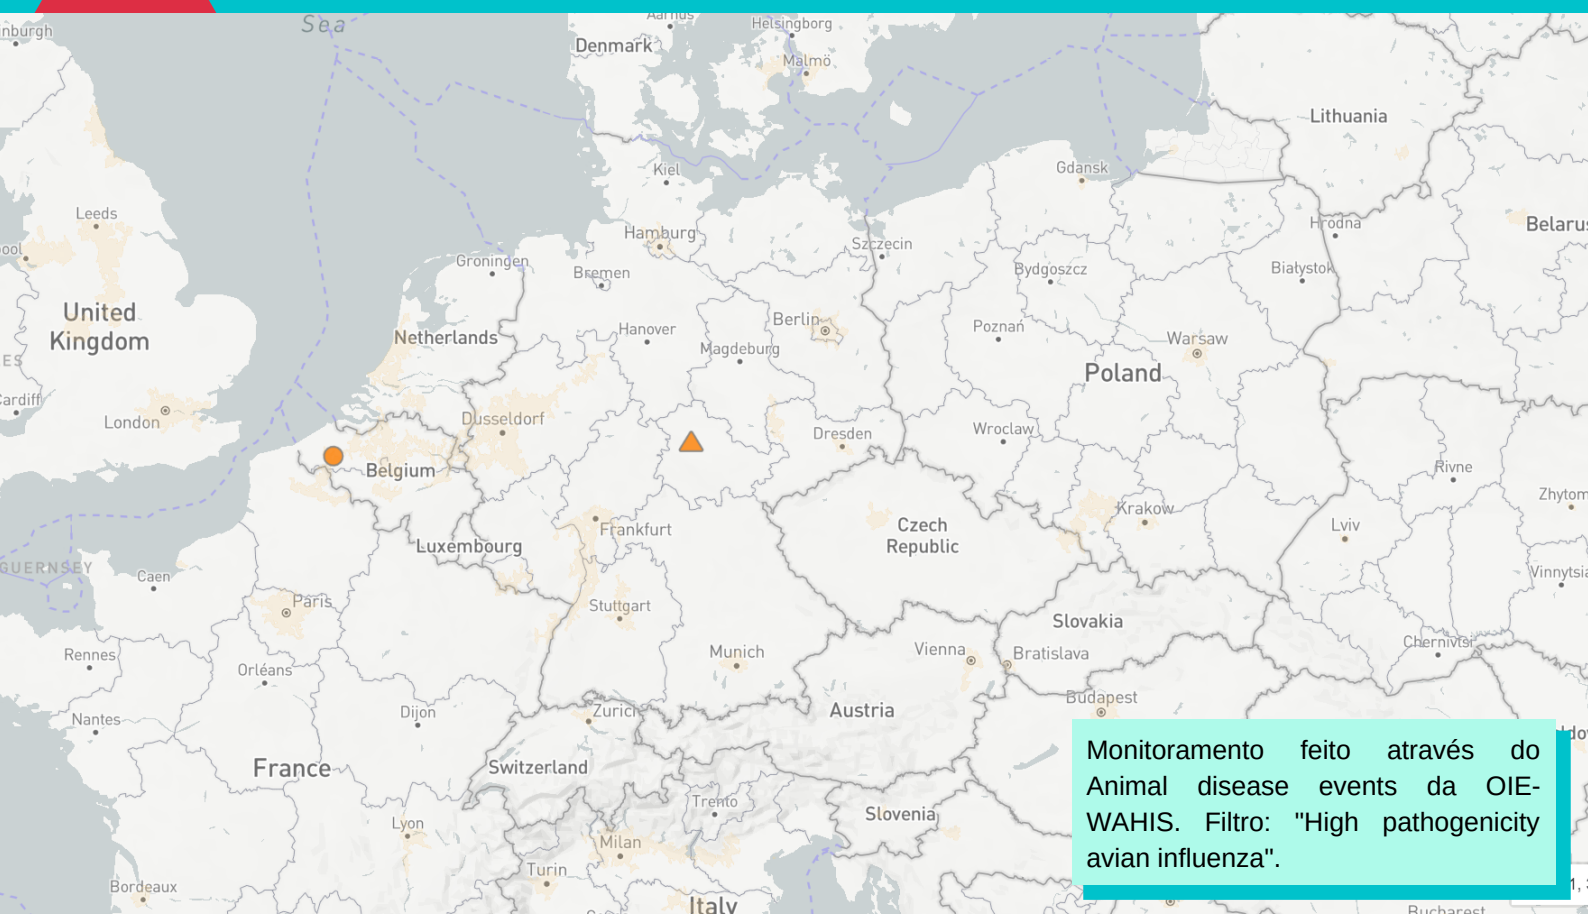 Sea
Aarhus
Helsingborg
Denmark
Malmö
Lithuania
Kiel
Gdansk
Leeds
Hamburg
Szczecin
Hrodna
Belarus
Groningen
Bremen
Bydgoszcz
Białystok
United
Kingdom
Netherlands
Hanover
Berlin
Magdeburg
Poznań
Warsaw
Poland
ES
Cardiff
London
Dusseldorf
Dresden
Wroclaw
Belgium
Rivne
Zhytom
Krakow
Lviv
Frankfurt
Czech
Republic
Luxembourg
GUERNSEY
Caen
Vinnytsia
Paris
Stuttgart
Slovakia
Chernivtsi
Rennes
Orléans
Munich
Vienna
Bratislava
Budapest
Nantes
Dijon
Zurich
Austria
France
Switzerland
Trento
Slovenia
Lyon
Milan
Turin
Bordeaux
Italy
Bucharest
Monitoramento feito através do
Animal disease events da OIE-
WAHIS. Filtro: "High pathogenicity
avian influenza".